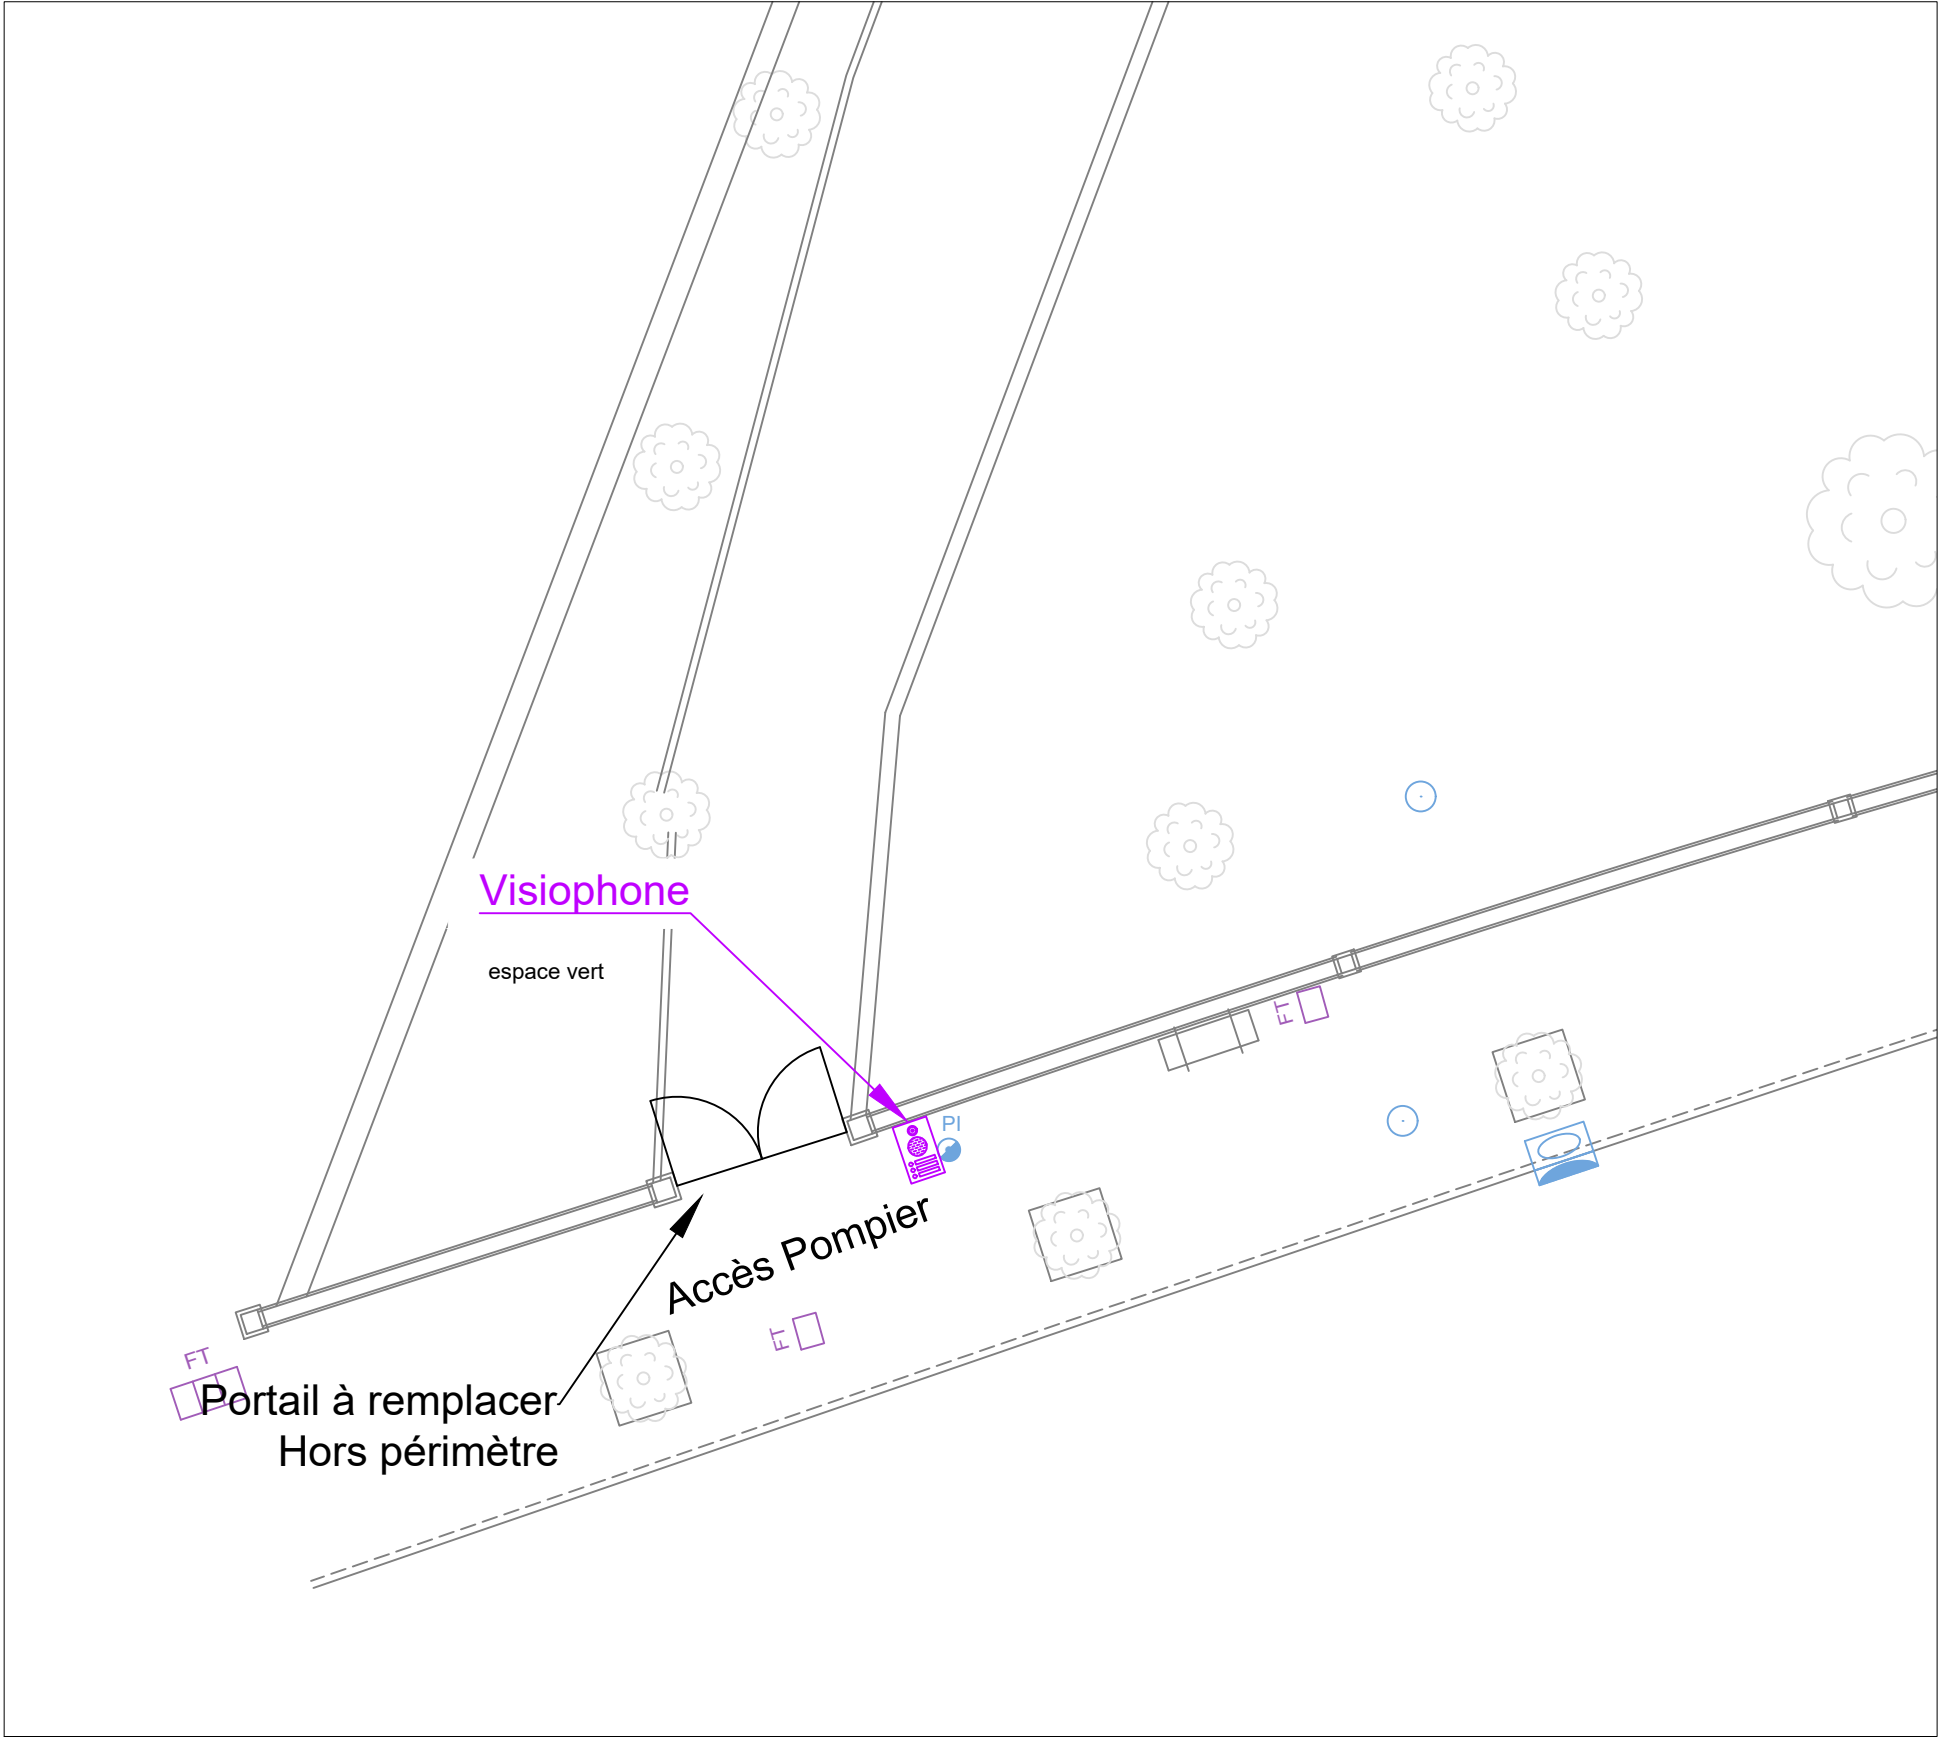 Visiophone
espace vert
FT
PI
Accès Pompier
FT
FT
Portail à remplacer
Hors périmètre